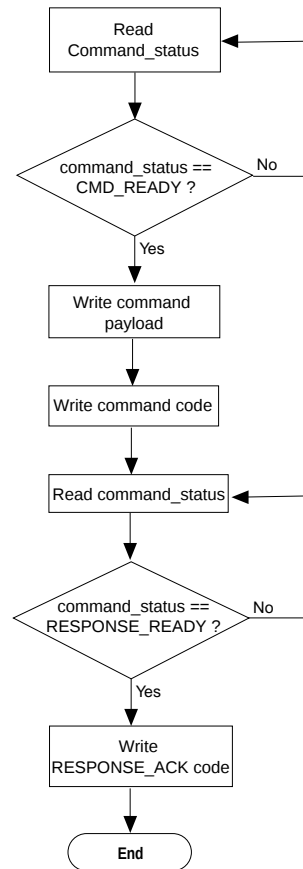 Read
Command_status
command_status ==
CMD_READY ?
No
Yes
Write command
payload
Write command code
Read command_status
command_status ==
RESPONSE_READY ?
No
Yes
Write
RESPONSE_ACK code
End